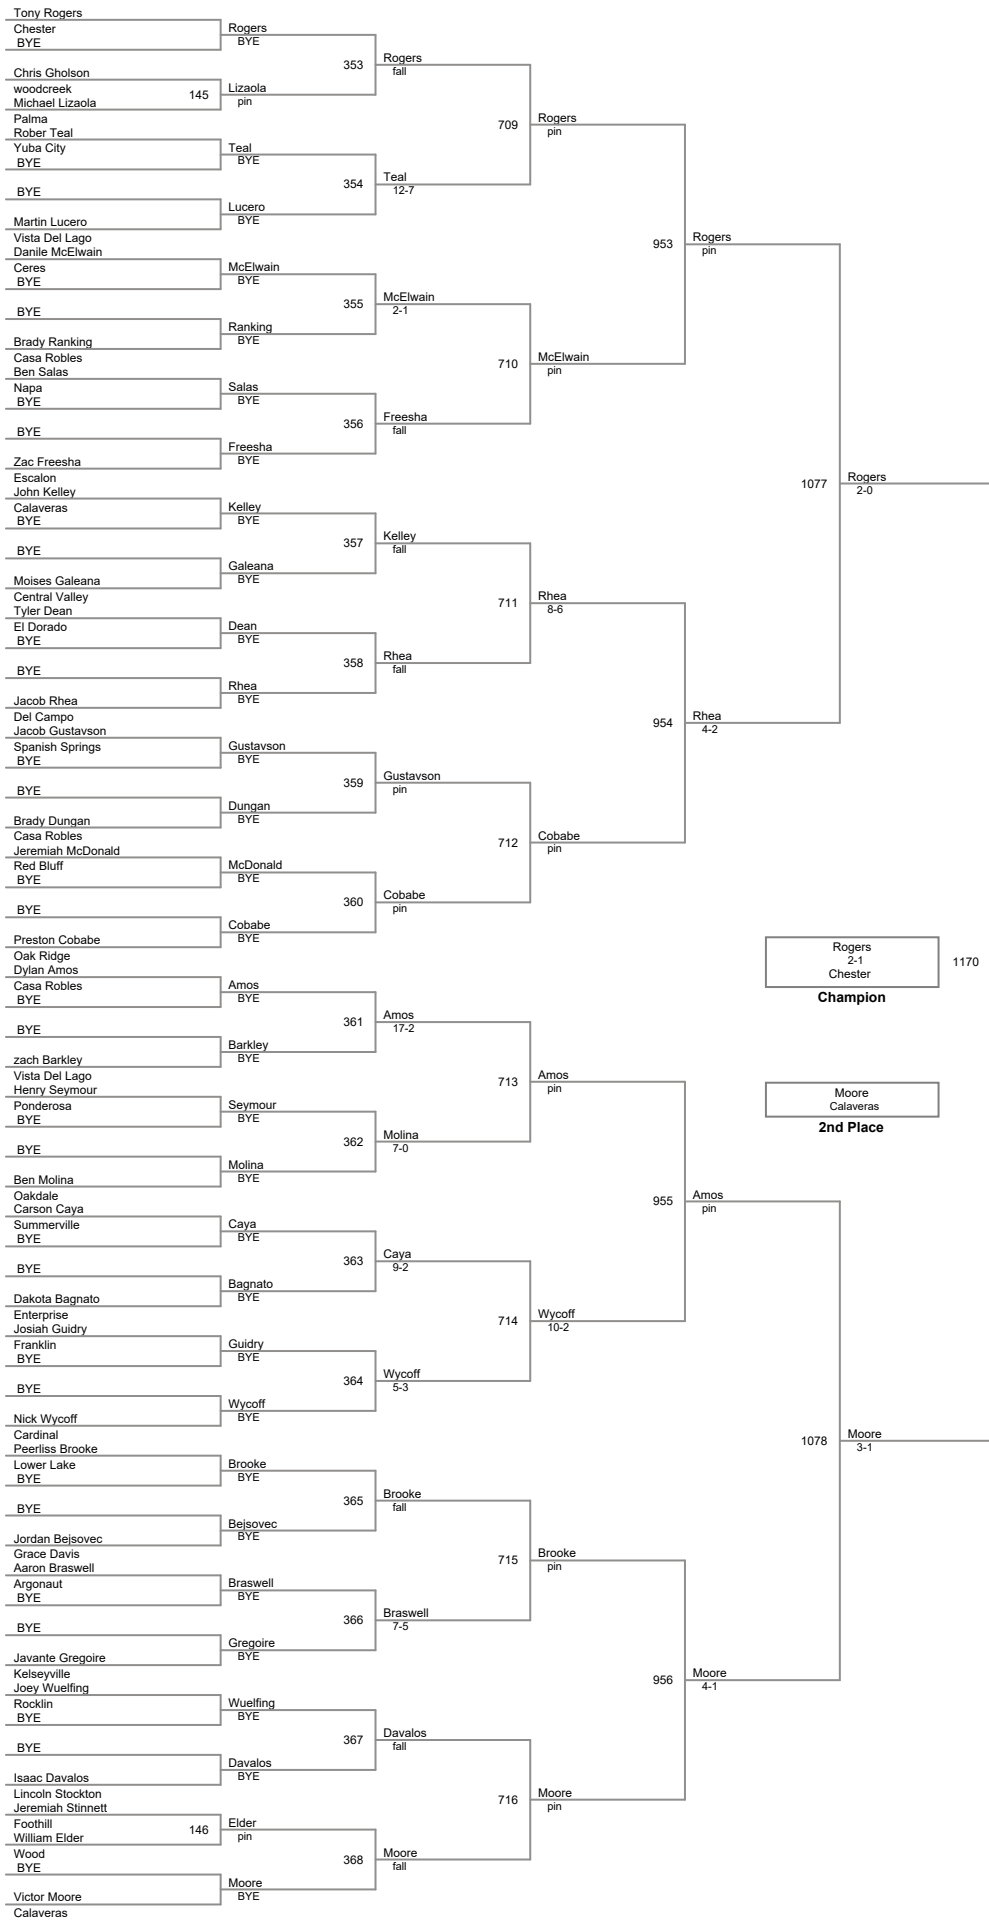 Tony Rogers
Chester
Rogers
BYE
BYE
353
Rogers
fall
Chris Gholson
woodcreek
145
Lizaola
Michael Lizaola
pin
Palma
709
Rogers
pin
Rober Teal
Yuba City
Teal
BYE
BYE
354
Teal
12-7
BYE
Lucero
BYE
Martin Lucero
Vista Del Lago
953
Rogers
pin
Danile McElwain
Ceres
McElwain
BYE
BYE
355
McElwain
2-1
BYE
Ranking
BYE
Brady Ranking
Casa Robles
710
McElwain
pin
Ben Salas
Napa
Salas
BYE
BYE
356
Freesha
fall
BYE
Freesha
BYE
Zac Freesha
Escalon
1077
Rogers
2-0
John Kelley
Calaveras
Kelley
BYE
BYE
357
Kelley
fall
BYE
Galeana
BYE
Moises Galeana
Central Valley
711
Rhea
8-6
Tyler Dean
El Dorado
Dean
BYE
BYE
358
Rhea
fall
BYE
Rhea
BYE
Jacob Rhea
Del Campo
954
Rhea
4-2
Jacob Gustavson
Spanish Springs
Gustavson
BYE
BYE
359
Gustavson
pin
BYE
Dungan
BYE
Brady Dungan
Casa Robles
712
Cobabe
pin
Jeremiah McDonald
Red Bluff
McDonald
BYE
BYE
360
Cobabe
pin
BYE
Cobabe
BYE
Preston Cobabe
Oak Ridge
Rogers
2-1
Chester
1170
Champion
Dylan Amos
Casa Robles
Amos
BYE
BYE
361
Amos
17-2
BYE
Barkley
BYE
zach Barkley
Vista Del Lago
713
Amos
pin
Moore
Calaveras
2nd Place
Henry Seymour
Ponderosa
Seymour
BYE
BYE
362
Molina
7-0
BYE
Molina
BYE
Ben Molina
Oakdale
955
Amos
pin
Carson Caya
Summerville
Caya
BYE
BYE
363
Caya
9-2
BYE
Bagnato
BYE
Dakota Bagnato
Enterprise
714
Wycoff
10-2
Josiah Guidry
Franklin
Guidry
BYE
BYE
364
Wycoff
5-3
BYE
Wycoff
BYE
Nick Wycoff
Cardinal
1078
Moore
3-1
Peerliss Brooke
Lower Lake
Brooke
BYE
BYE
365
Brooke
fall
BYE
Bejsovec
BYE
Jordan Bejsovec
Grace Davis
715
Brooke
pin
Aaron Braswell
Argonaut
Braswell
BYE
BYE
366
Braswell
7-5
BYE
Gregoire
BYE
Javante Gregoire
Kelseyville
956
Moore
4-1
Joey Wuelfing
Rocklin
Wuelfing
BYE
BYE
367
Davalos
fall
BYE
Davalos
BYE
Isaac Davalos
Lincoln Stockton
716
Moore
pin
Jeremiah Stinnett
Foothill
146
Elder
William Elder
pin
Wood
BYE
368
Moore
fall
Moore
BYE
Victor Moore
Calaveras